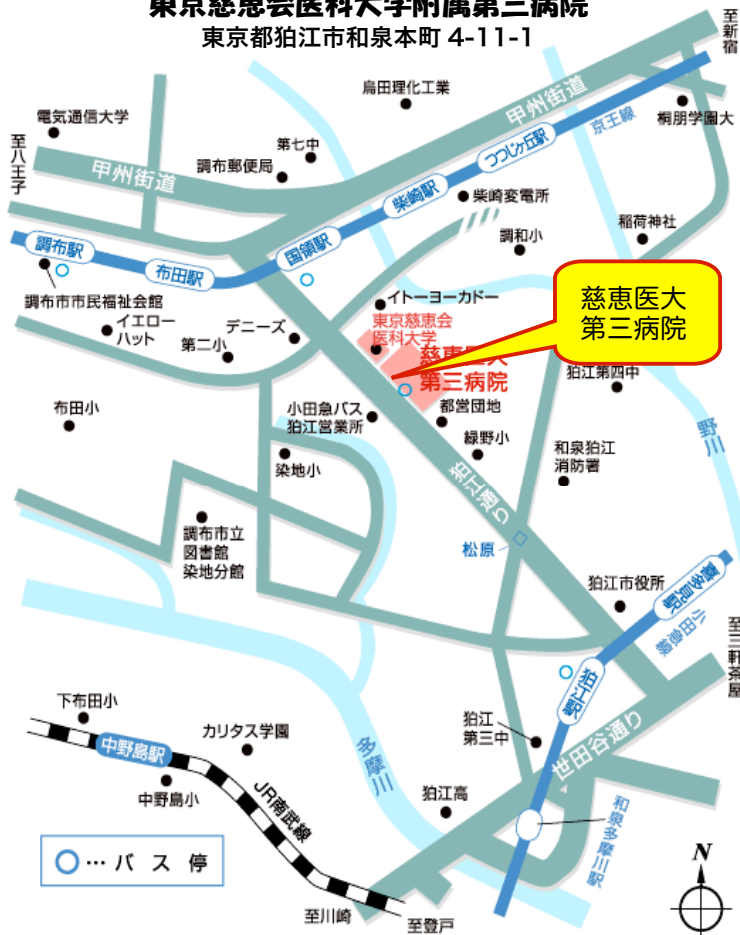 東京慈恵会医科大学附属第三病院
東京都狛江市和泉本町 4-11-1
至新宿
島田理化工業
電気通信大学
甲州街道
京王線
桐朋学園大
至八王子
第七中
調布郵便局
つつじヶ丘駅
甲州街道
柴崎駅
柴崎変電所
稲荷神社
国領駅
調和小
調布駅
布田駅
調布市市民福祉会館
イトーヨーカドー
イエロー
ハット
デニーズ
第二小
東京慈恵会
医科大学
慈恵医大
第三病院
慈恵医大
第三病院
狛江第四中
布田小
小田急バス
狛江営業所
都営団地
緑野小
野川
染地小
狛江通り
和泉狛江
消防署
調布市立
図書館
染地分館
松原
狛江市役所
喜多見駅
小田急線
至三軒茶屋
狛江駅
下布田小
カリタス学園
中野島駅
多摩川
狛江
第三中
世田谷通り
中野島小
JR南武線
狛江高
和泉多摩川駅
…バス停
N
至川崎
至登戸